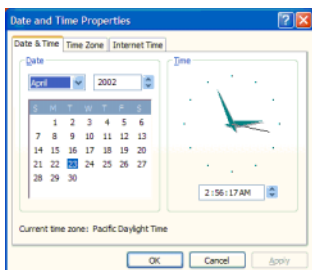 Date and Time Properties
Date & Time Time Zone Internet Time
Date
Time
April 2002
S M T W T F S
1 2 3 4 5 6
7 8 9 10 11 12 13
14 15 16 17 18 19 20
21 22 23 24 25 26 27
28 29 30
2:56:17 AM
Current time zone: Pacific Daylight Time
OK Cancel Apply